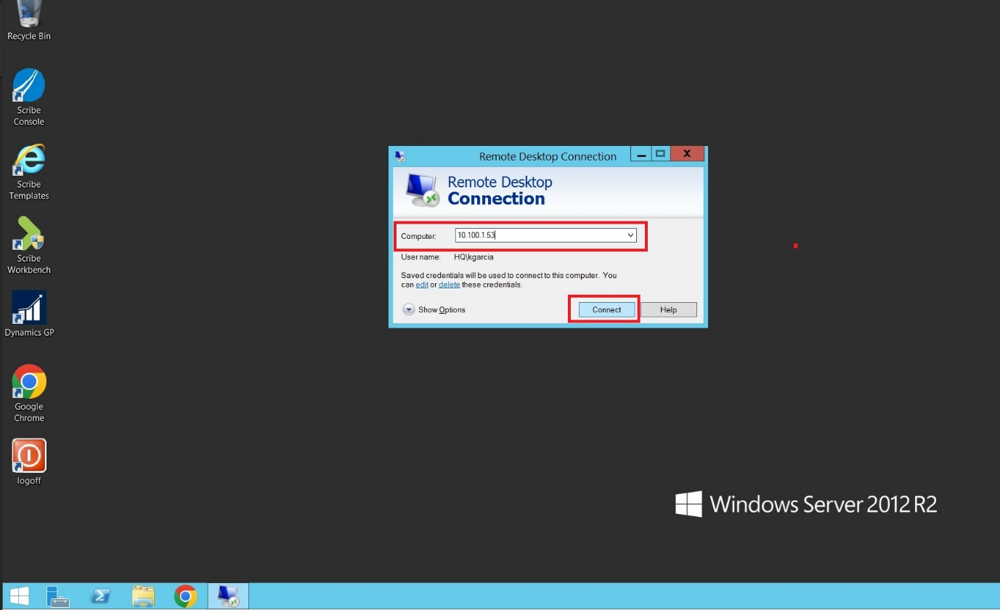 Recycle Bin
Scribe
Console
Scribe
Templates
Scribe
Workbench
Dynamics GP
Google
Chrome
logoff
Remote Desktop Connection
Remote Desktop
Connection
Computer: 10.100.1.53
User name: HQ\kgarcia
Saved credentials will be used to connect to this computer. You
can edit or delete these credentials.
Show Options
Connect
Help
Windows Server 2012 R2